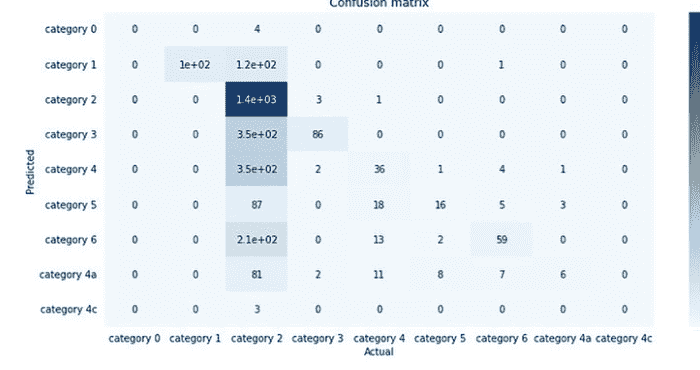 Confusion matrix
category 0 0 0 4 0 0 0 0 0 0
category 1 0 1e+02 1.2e+02 0 0 0 1 0 0
category 2 0 0 1.4e+03 3 1 0 0 0 0
category 3 0 0 3.5e+02 86 0 0 0 0 0
category 4 0 0 3.5e+02 2 36 1 4 1 0
Predicted
category 5 0 0 87 0 18 16 5 3 0
category 6 0 0 2.1e+02 0 13 2 59 0 0
category 4a 0 0 81 2 11 8 7 6 0
category 4c 0 0 3 0 0 0 0 0 0
category 0 category 1 category 2 category 3 category 4 category 5 category 6 category 4a category 4c
Actual